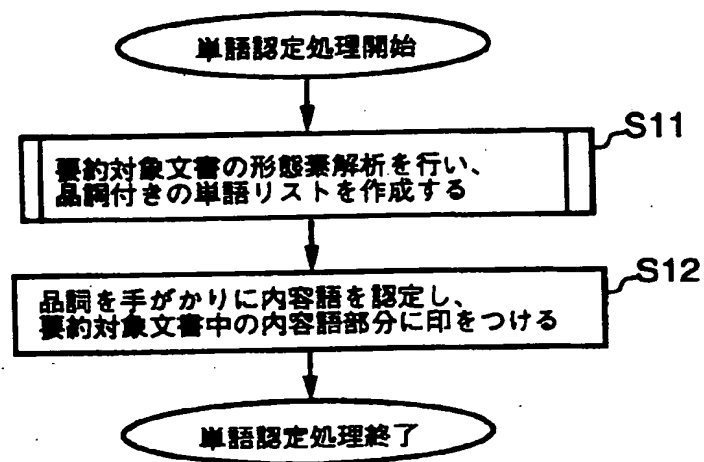 単語認定処理開始
S11
要約対象文書の形態素解析を行い、
品詞付きの単語リストを作成する
S12
品詞を手がかりに内容語を認定し、
要約対象文書中の内容語部分に印をつける
単語認定処理終了